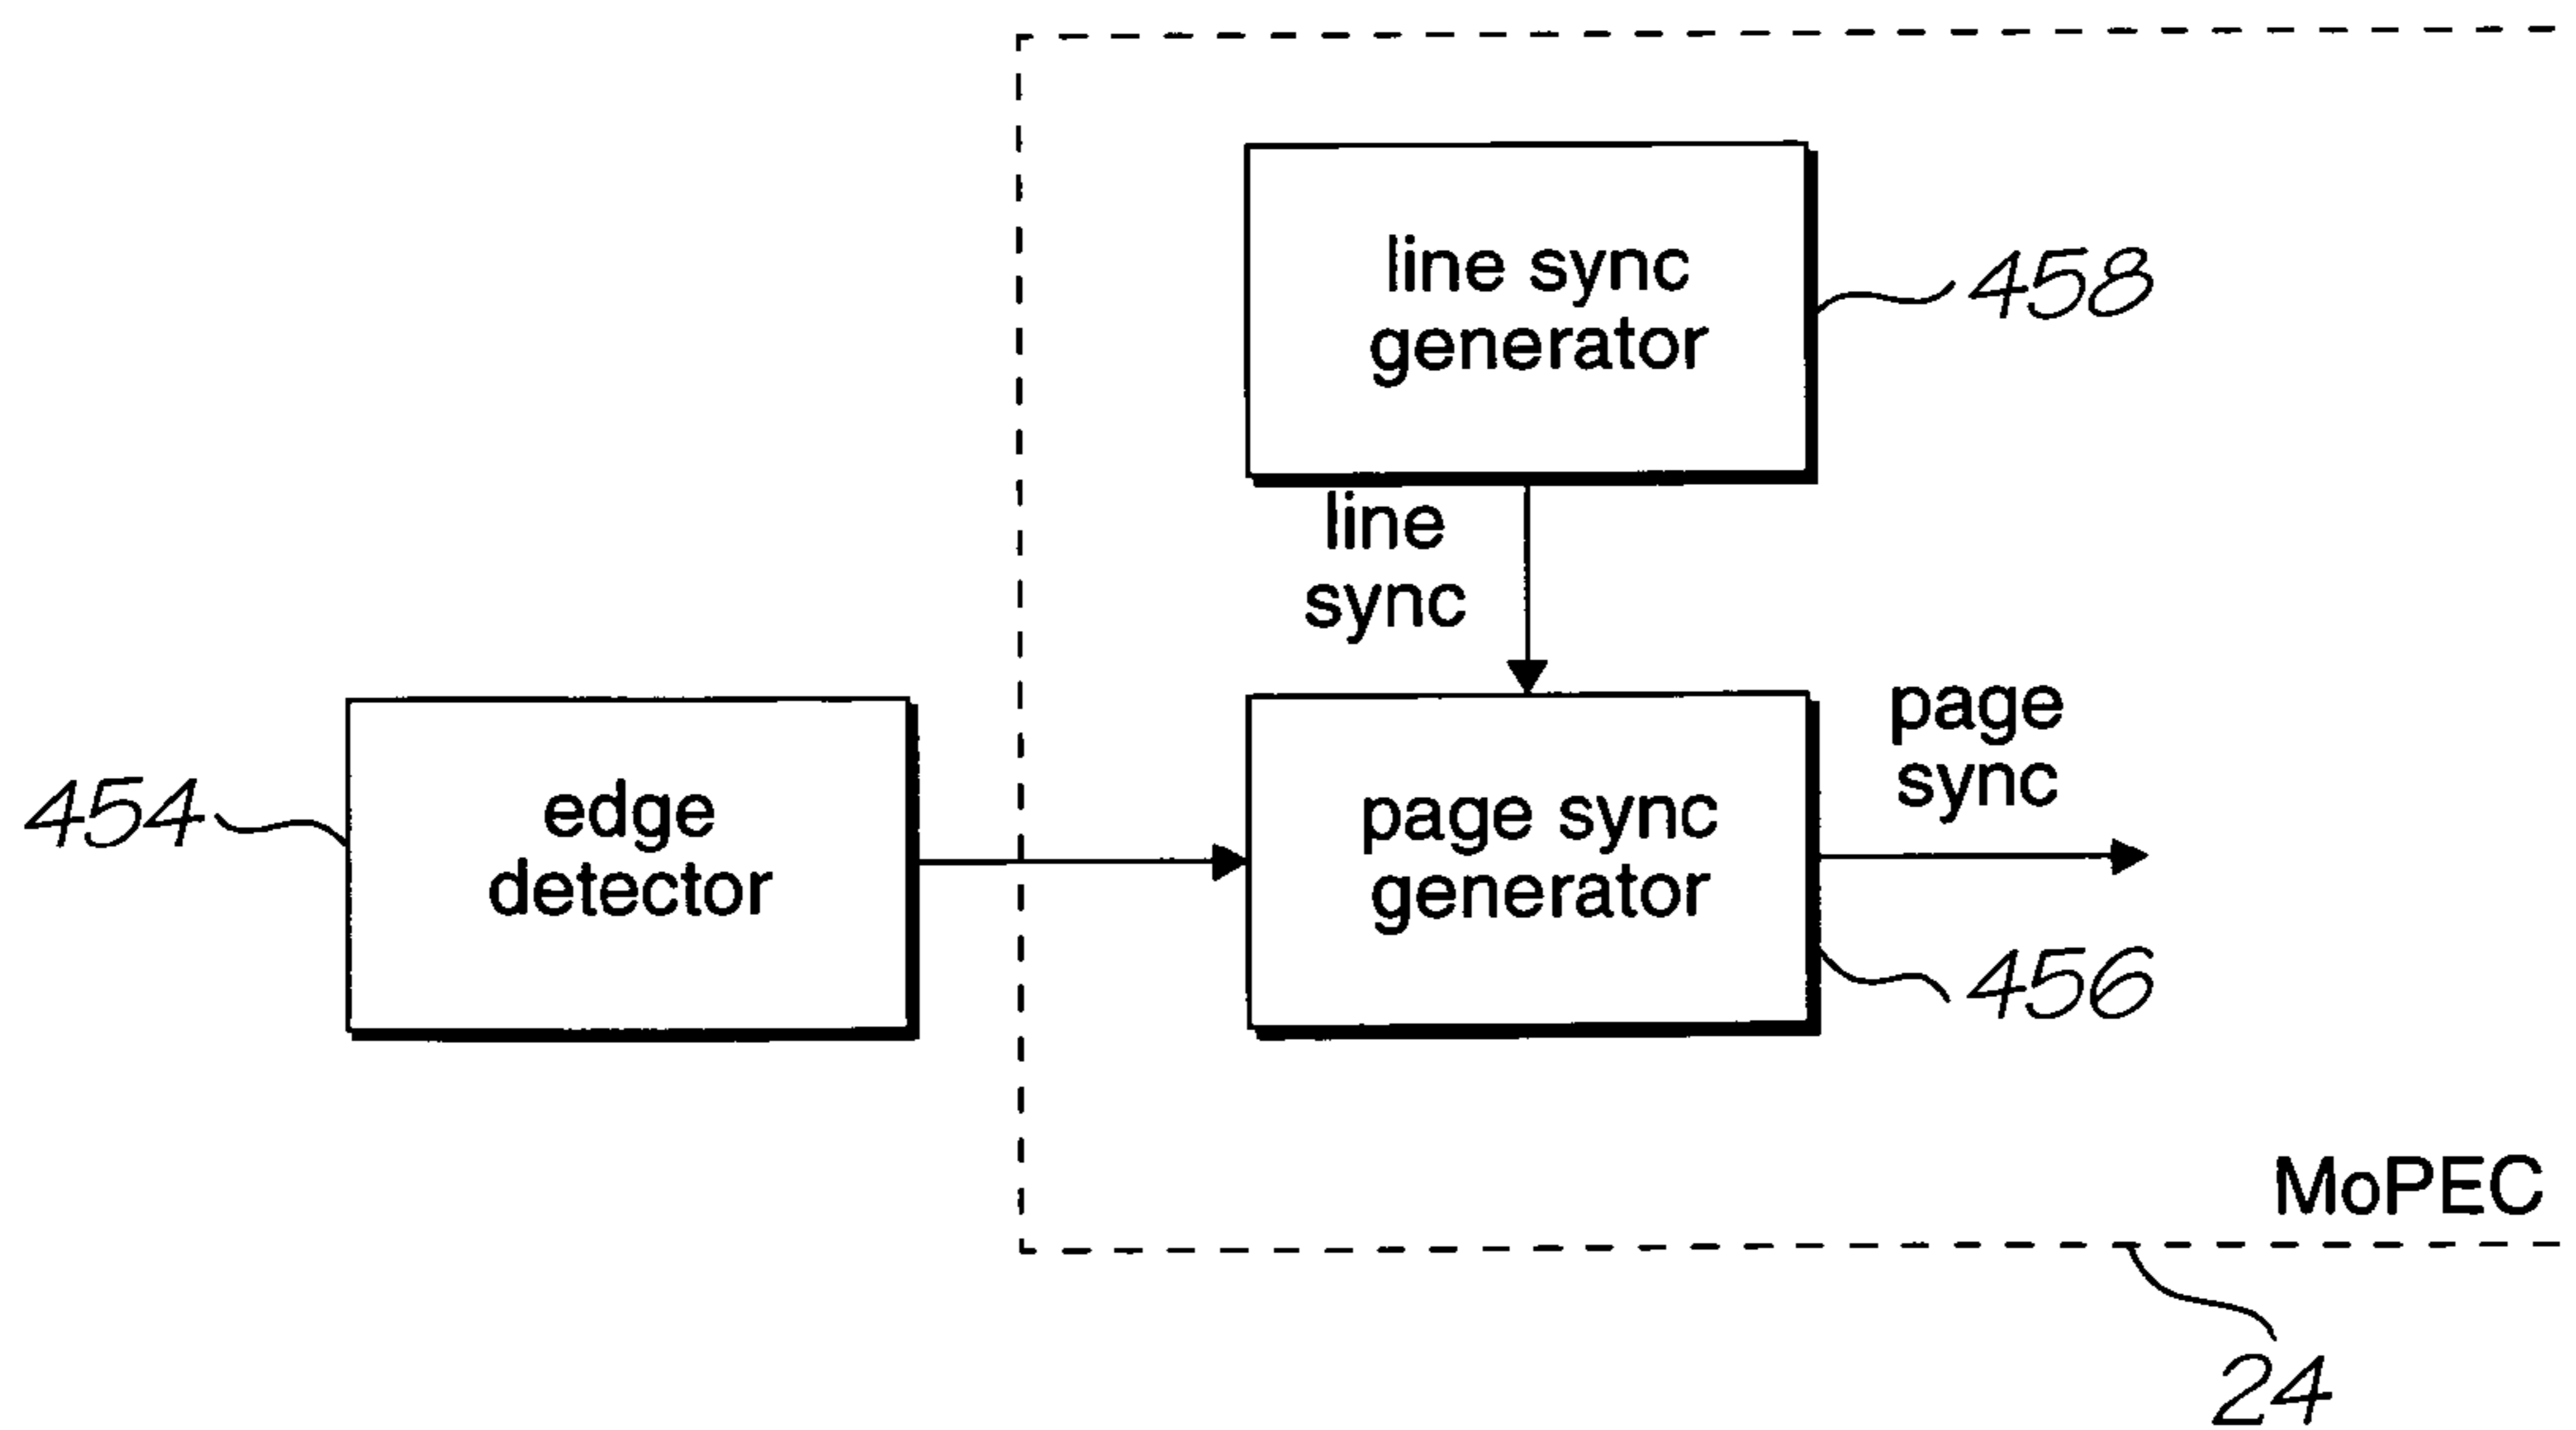 line sync
generator
458
line
sync
page
sync
454
edge
detector
page sync
generator
456
MoPEC
24